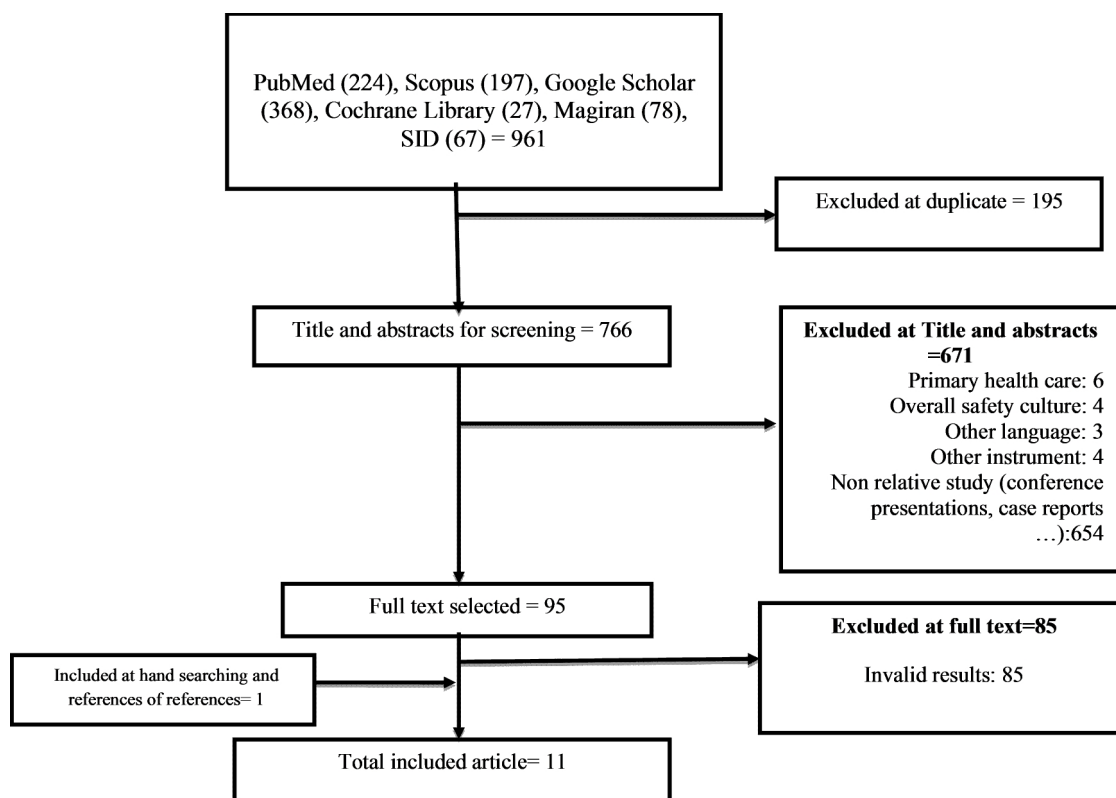 PubMed (224), Scopus (197), Google Scholar
(368), Cochrane Library (27), Magiran (78),
SID (67) = 961
Excluded at duplicate = 195
Title and abstracts for screening = 766
Excluded at Title and abstracts
=671
Primary health care: 6
Overall safety culture: 4
Other language: 3
Other instrument: 4
Non relative study (conference
presentations, case reports
…):654
Full text selected = 95
Excluded at full text=85
Invalid results: 85
Included at hand searching and
references of references= 1
Total included article= 11